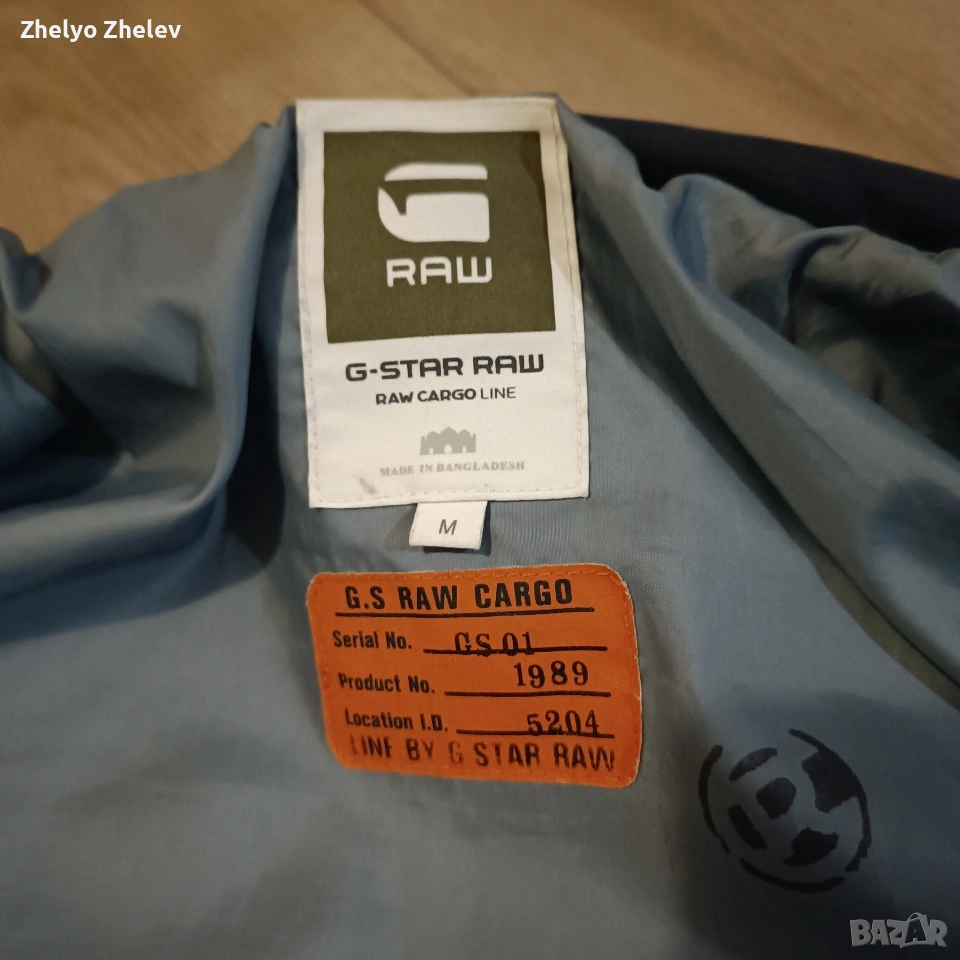 Zhelyo Zhelev
RAW
G-STAR RAW
RAW CARGO LINE
MADE IN BANGLADESH
M
G.S RAW CARGO
Serial No. GS 01
Product No. 1989
Location I.D. 5204
LINE BY G STAR RAW
BAZAR